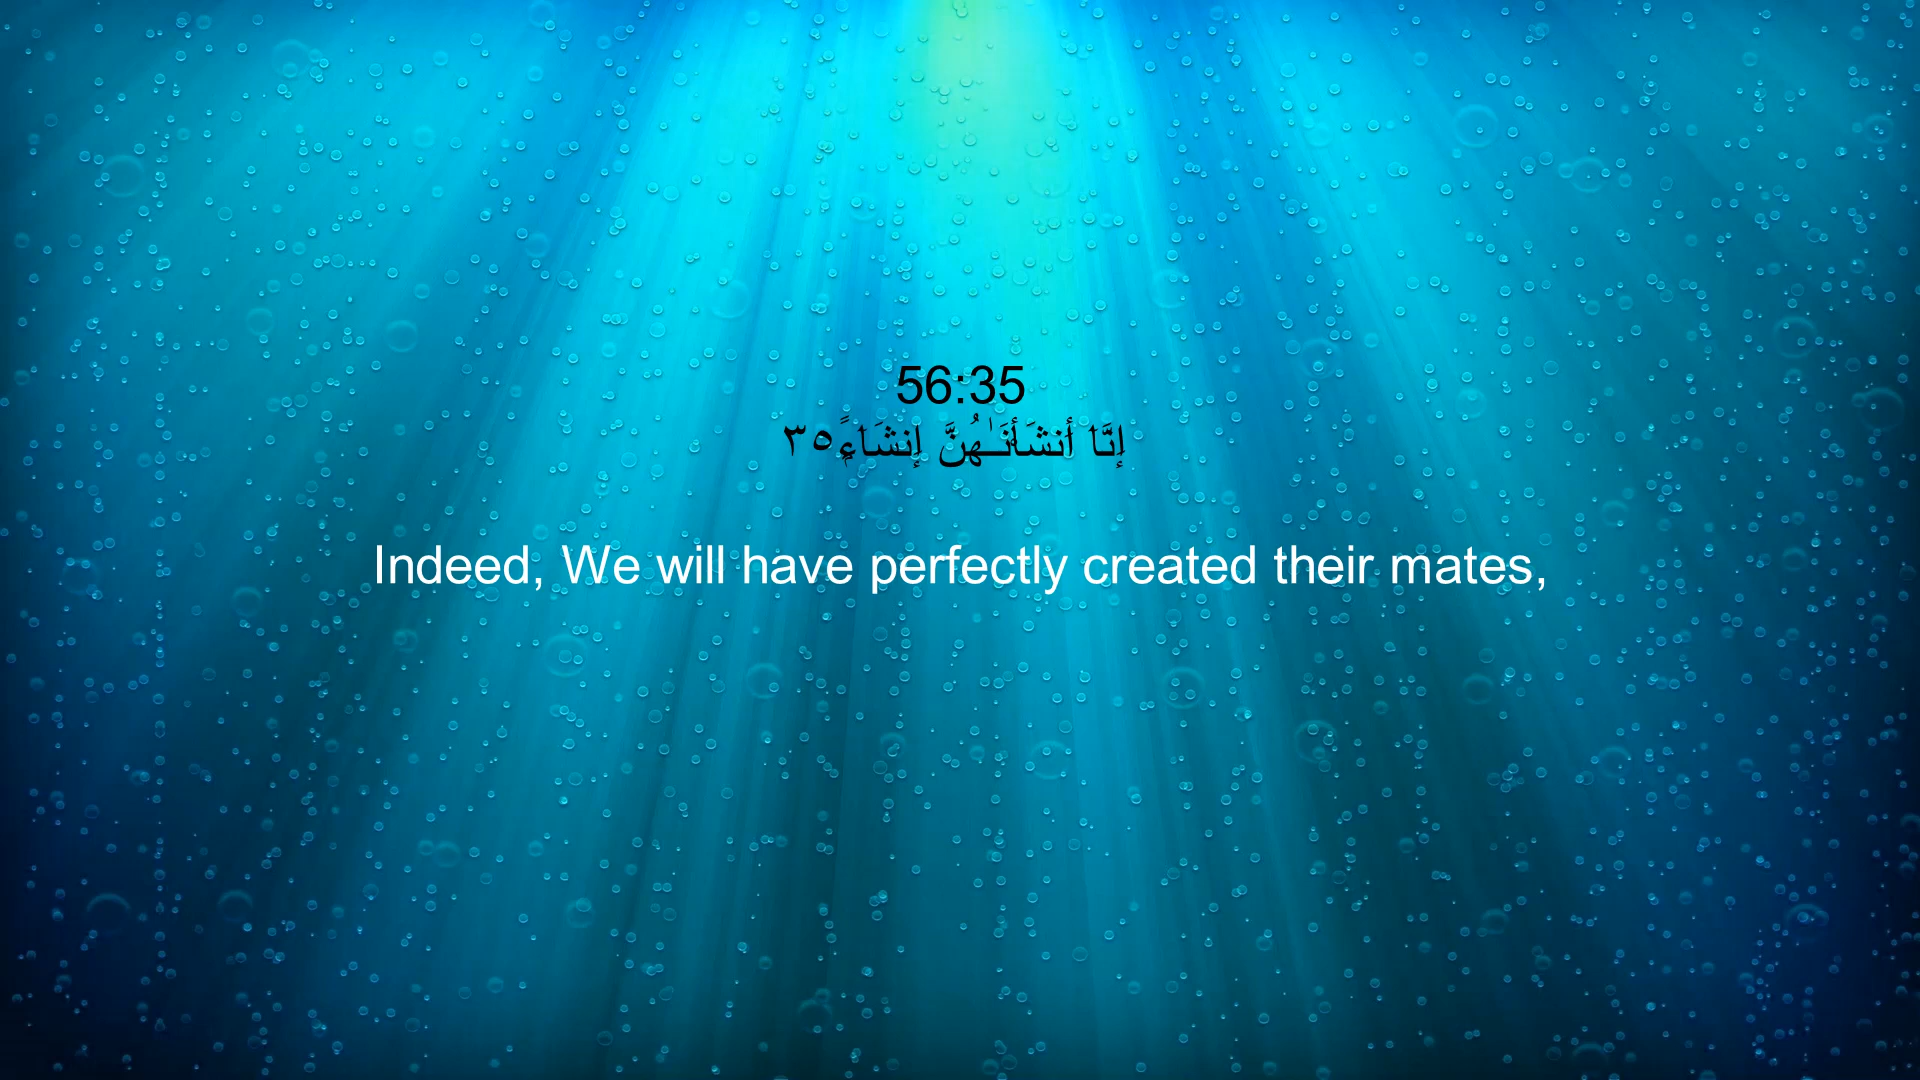 56:35
إِنَّآ أَنشَأْنَـٰهُنَّ إِنشَآءًۭ ٣٥
Indeed, We will have perfectly created their mates,